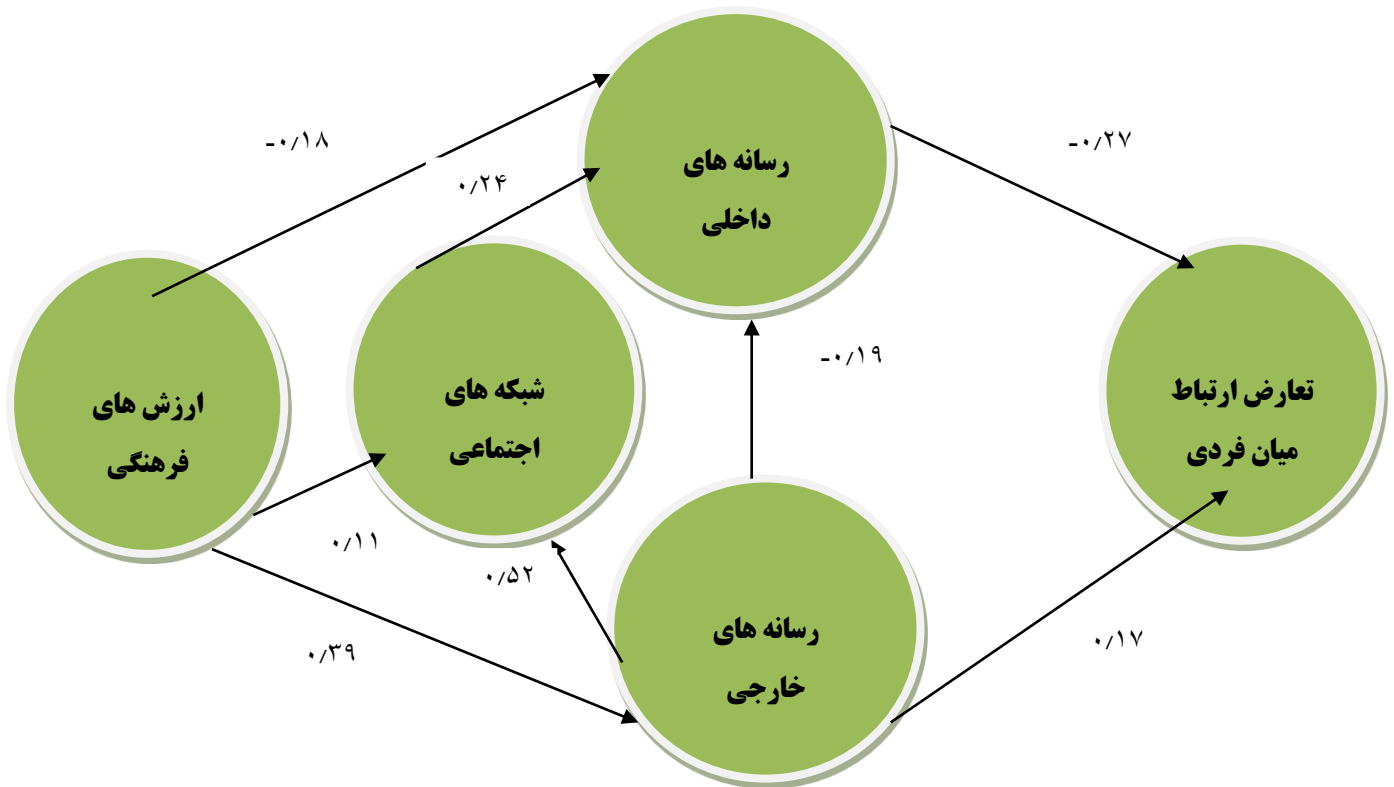 -۰/۱۸
-۰/۲۷
۰/۲۴
رسانه های
داخلی
-۰/۱۹
ارزش های
فرهنگی
شبکه های
اجتماعی
تعارض ارتباط
میان فردی
۰/۱۱
۰/۵۲
۰/۳۹
رسانه های
خارجی
۰/۱۷